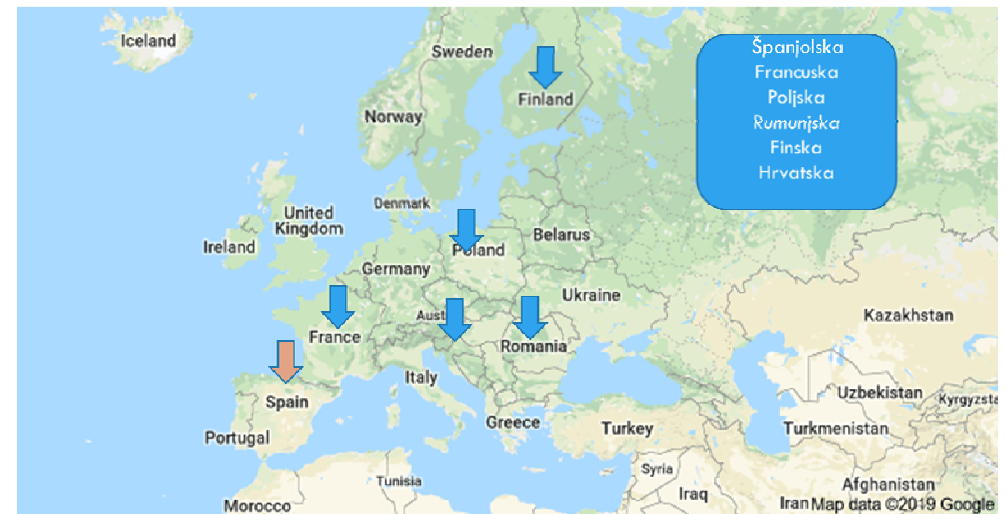 Iceland
Sweden
Finland
Norway
Španjolska
Francuska
Poljska
Rumunjska
Finska
Hrvatska
Denmark
United
Kingdom
Ireland
Poland
Belarus
Germany
Ukraine
Aust
France
Romania
Kazakhstan
Italy
Spain
Portugal
Greece
Turkey
Uzbekistan
Kyrgyzsta
Turkmenistan
Syria
Tunisia
Iraq
Afghanistan
Morocco
Iran
Map data ©2019 Google